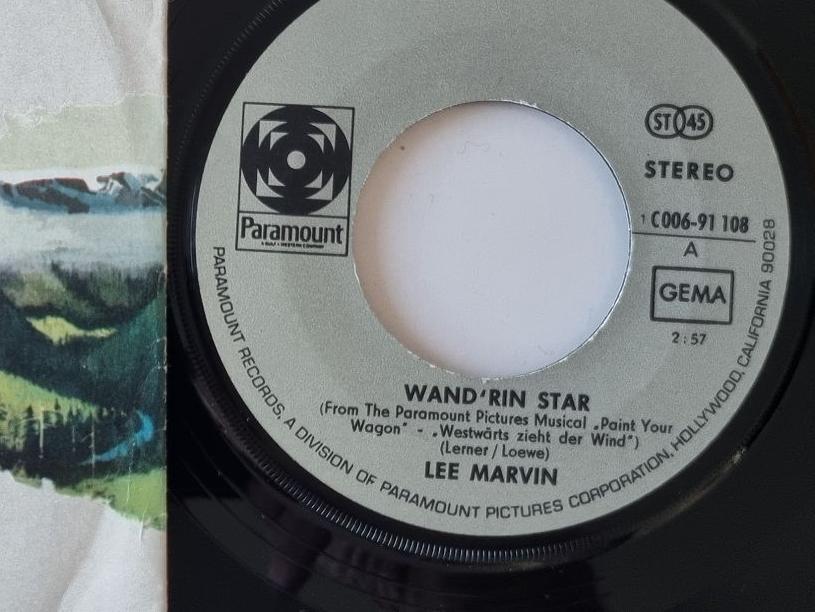 ST 45
STEREO
Paramount
A GULF + WESTERN COMPANY
1 C006-91 108
A
GEMA
2:57
WAND'RIN STAR
(From The Paramount Pictures Musical „Paint Your
Wagon" - „Westwärts zieht der Wind")
(Lerner / Loewe)
LEE MARVIN
PARAMOUNT RECORDS, A DIVISION OF PARAMOUNT PICTURES CORPORATION, HOLLYWOOD, CALIFORNIA 90028